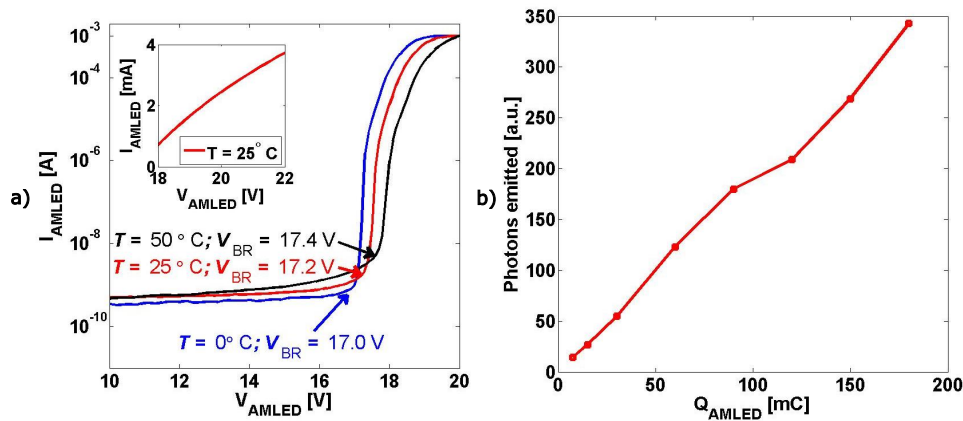 a)
I_AMLED [A]
10^-3
10^-4
10^-6
10^-8
10^-10
10 12 14 16 18 20
V_AMLED [V]
I_AMLED [mA]
4
2
0
18 20 22
V_AMLED [V]
T = 25° C
T = 50 ° C; V_BR = 17.4 V
T = 25° C; V_BR = 17.2 V
T = 0° C; V_BR = 17.0 V
b)
Photons emitted [a.u.]
350
300
250
200
150
100
50
0
0 50 100 150 200
Q_AMLED [mC]